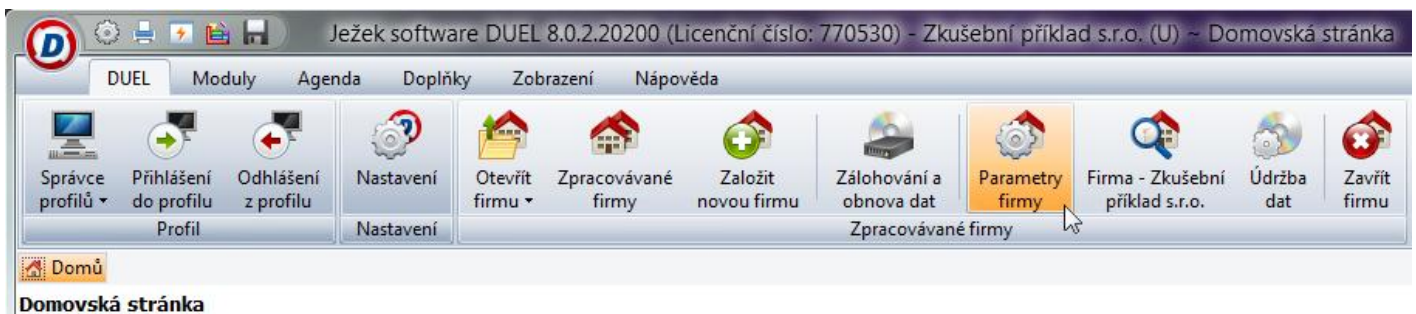 Ježek software DUEL 8.0.2.20200 (Licenční číslo: 770530) - Zkušební příklad s.r.o. (U) ~ Domovská stránka
DUEL Moduly Agenda Doplňky Zobrazení Nápověda
Správce profilů
Přihlášení do profilu
Odhlášení z profilu
Nastavení
Otevřít firmu
Zpracovávané firmy
Založit novou firmu
Zálohování a obnova dat
Parametry firmy
Firma - Zkušební příklad s.r.o.
Údržba dat
Zavřít firmu
Profil Nastavení Zpracovávané firmy
Domů
Domovská stránka